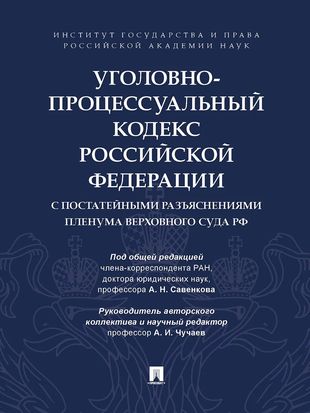 ИНСТИТУТ ГОСУДАРСТВА И ПРАВА
РОССИЙСКОЙ АКАДЕМИИ НАУК
УГОЛОВНО-
ПРОЦЕССУАЛЬНЫЙ
КОДЕКС
РОССИЙСКОЙ
ФЕДЕРАЦИИ
С ПОСТАТЕЙНЫМИ РАЗЪЯСНЕНИЯМИ
ПЛЕНУМА ВЕРХОВНОГО СУДА РФ
Под общей редакцией
члена-корреспондента РАН,
доктора юридических наук,
профессора А. Н. Савенкова
Руководитель авторского
коллектива и научный редактор
профессор А. И. Чучаев
ПРОСПЕКТ